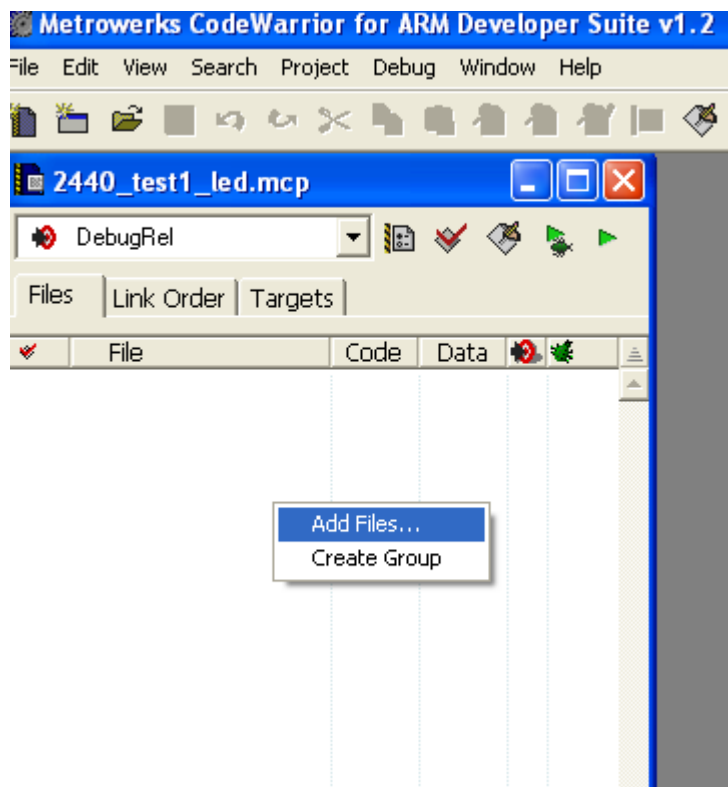 Metrowerks CodeWarrior for ARM Developer Suite v1.2
File Edit View Search Project Debug Window Help
2440_test1_led.mcp
DebugRel
Files Link Order Targets
File Code Data
Add Files...
Create Group